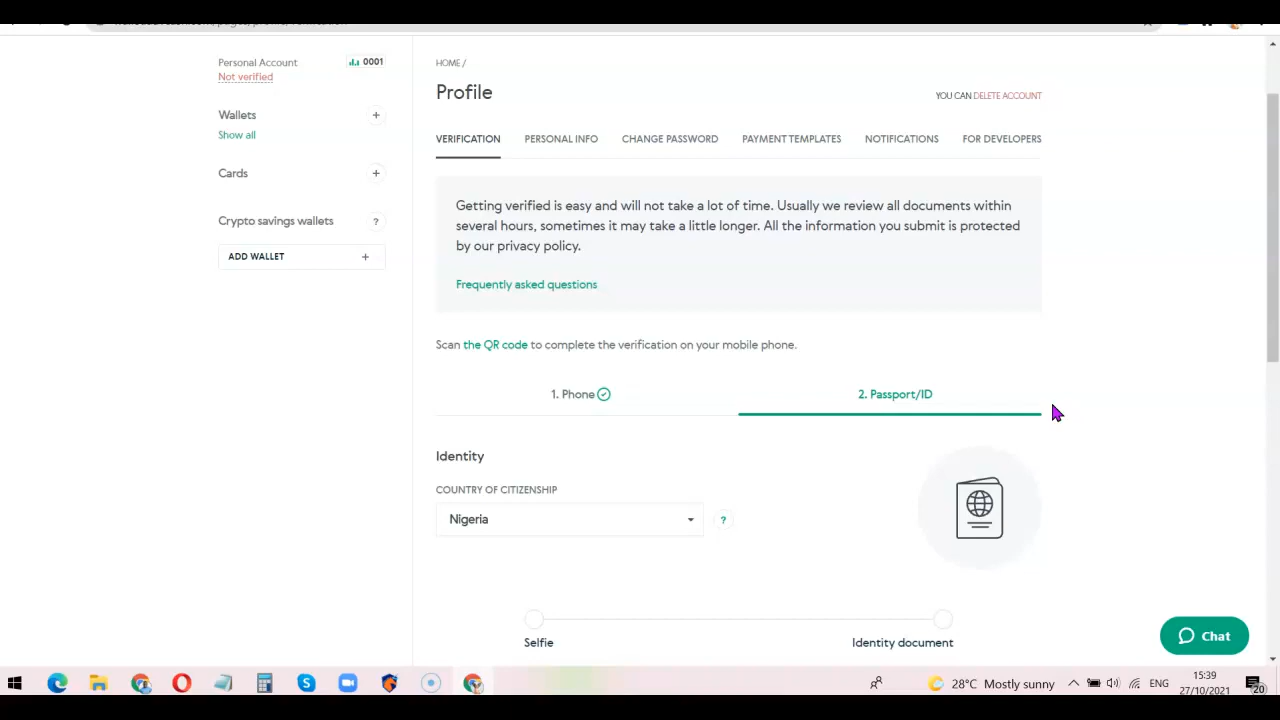 Personal Account
0001
Not verified
Wallets
Show all
Cards
Crypto savings wallets
?
ADD WALLET
HOME /
Profile
YOU CAN DELETE ACCOUNT
VERIFICATION PERSONAL INFO CHANGE PASSWORD PAYMENT TEMPLATES NOTIFICATIONS FOR DEVELOPERS
Getting verified is easy and will not take a lot of time. Usually we review all documents within
several hours, sometimes it may take a little longer. All the information you submit is protected
by our privacy policy.
Frequently asked questions
Scan the QR code to complete the verification on your mobile phone.
1. Phone
2. Passport/ID
Identity
COUNTRY OF CITIZENSHIP
Nigeria
?
Selfie
Identity document
Chat
28°C Mostly sunny
ENG
15:39
27/10/2021
20